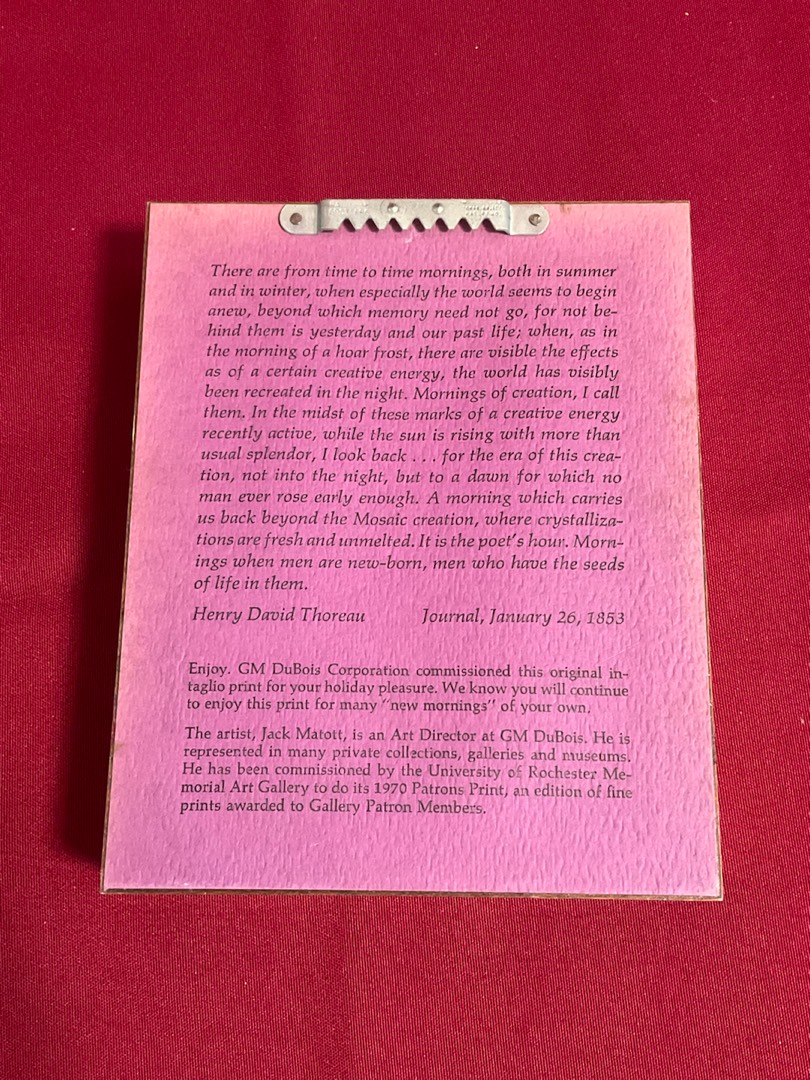 There are from time to time mornings, both in summer
and in winter, when especially the world seems to begin
anew, beyond which memory need not go, for not be-
hind them is yesterday and our past life; when, as in
the morning of a hoar frost, there are visible the effects
as of a certain creative energy, the world has visibly
been recreated in the night. Mornings of creation, I call
them. In the midst of these marks of a creative energy
recently active, while the sun is rising with more than
usual splendor, I look back . . . for the era of this crea-
tion, not into the night, but to a dawn for which no
man ever rose early enough. A morning which carries
us back beyond the Mosaic creation, where crystalliza-
tions are fresh and unmelted. It is the poet's hour. Morn-
ings when men are new-born, men who have the seeds
of life in them.
Henry David Thoreau Journal, January 26, 1853
Enjoy. GM DuBois Corporation commissioned this original in-
taglio print for your holiday pleasure. We know you will continue
to enjoy this print for many "new mornings" of your own.
The artist, Jack Matott, is an Art Director at GM DuBois. He is
represented in many private collections, galleries and museums.
He has been commissioned by the University of Rochester Me-
morial Art Gallery to do its 1970 Patrons Print, an edition of fine
prints awarded to Gallery Patron Members.